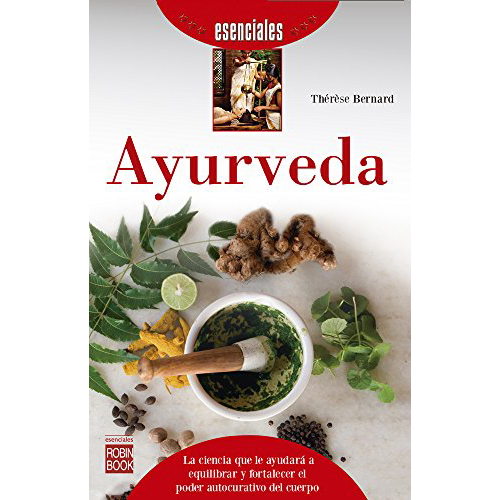 esenciales
Thérèse Bernard
Ayurveda
esenciales
ROBIN
BOOK
La ciencia que le ayudará a
equilibrar y fortalecer el
poder autocurativo del cuerpo